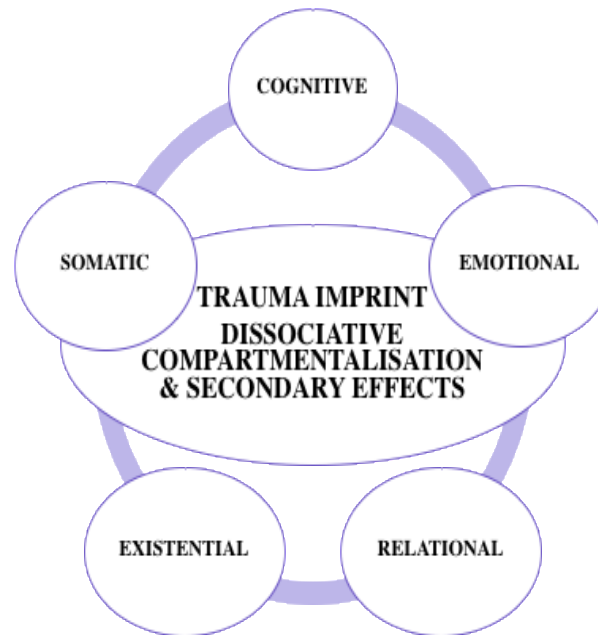 COGNITIVE
SOMATIC
EMOTIONAL
TRAUMA IMPRINT
DISSOCIATIVE
COMPARTMENTALISATION
& SECONDARY EFFECTS
EXISTENTIAL
RELATIONAL